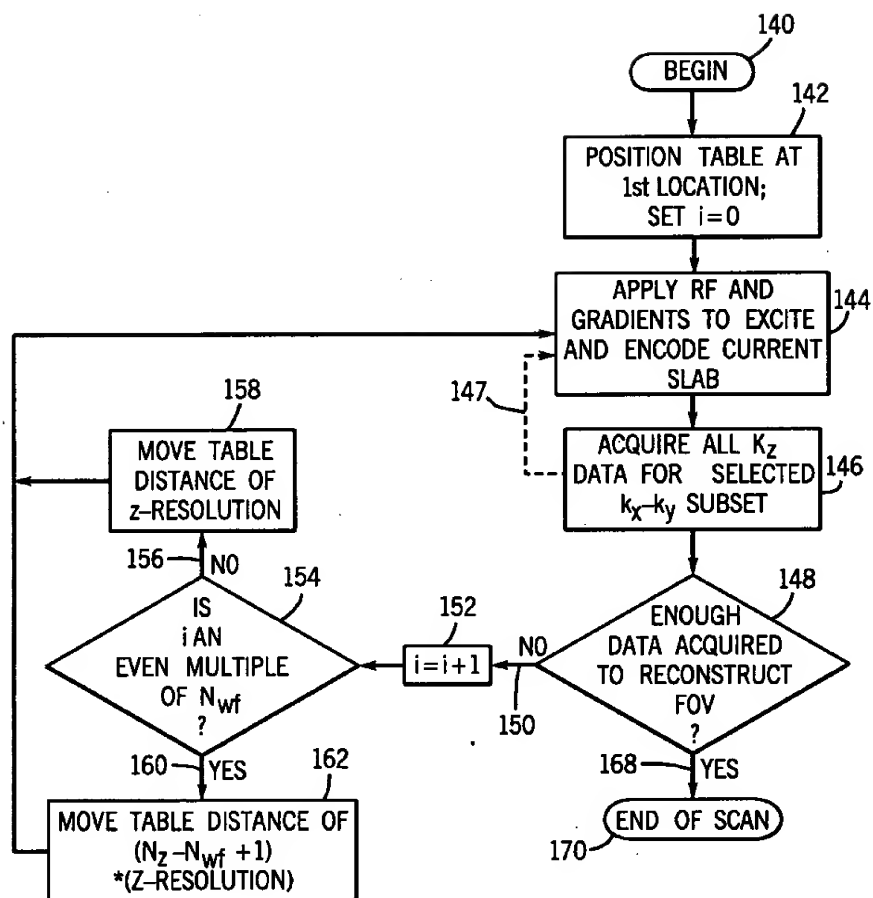 140
BEGIN
142
POSITION TABLE AT
1st LOCATION;
SET i=0
APPLY RF AND
GRADIENTS TO EXCITE
AND ENCODE CURRENT
SLAB
144
147
ACQUIRE ALL Kz
DATA FOR SELECTED
kx–ky SUBSET
146
158
MOVE TABLE
DISTANCE OF
z–RESOLUTION
156
NO
154
IS
i AN
EVEN MULTIPLE
OF Nwf
?
152
i=i+1
NO
150
148
ENOUGH
DATA ACQUIRED
TO RECONSTRUCT
FOV
?
160
YES
162
MOVE TABLE DISTANCE OF
(Nz–Nwf +1)
*(Z–RESOLUTION)
168
YES
170
END OF SCAN